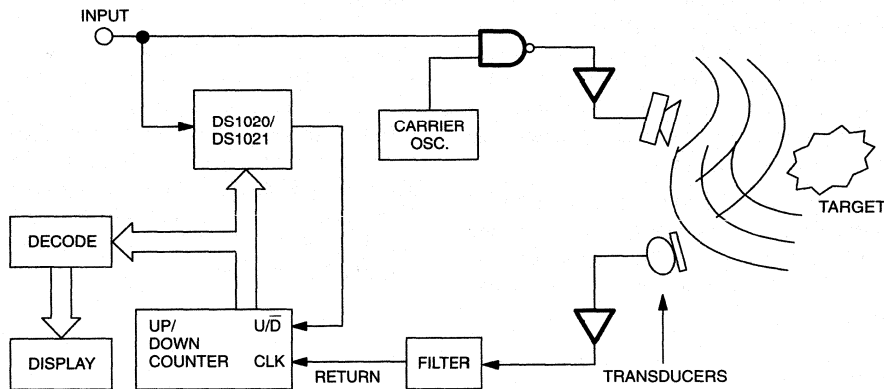 INPUT
DS1020/
DS1021
CARRIER
OSC.
TARGET
DECODE
UP/
DOWN
COUNTER
U/D̅
CLK
DISPLAY
RETURN
FILTER
TRANSDUCERS